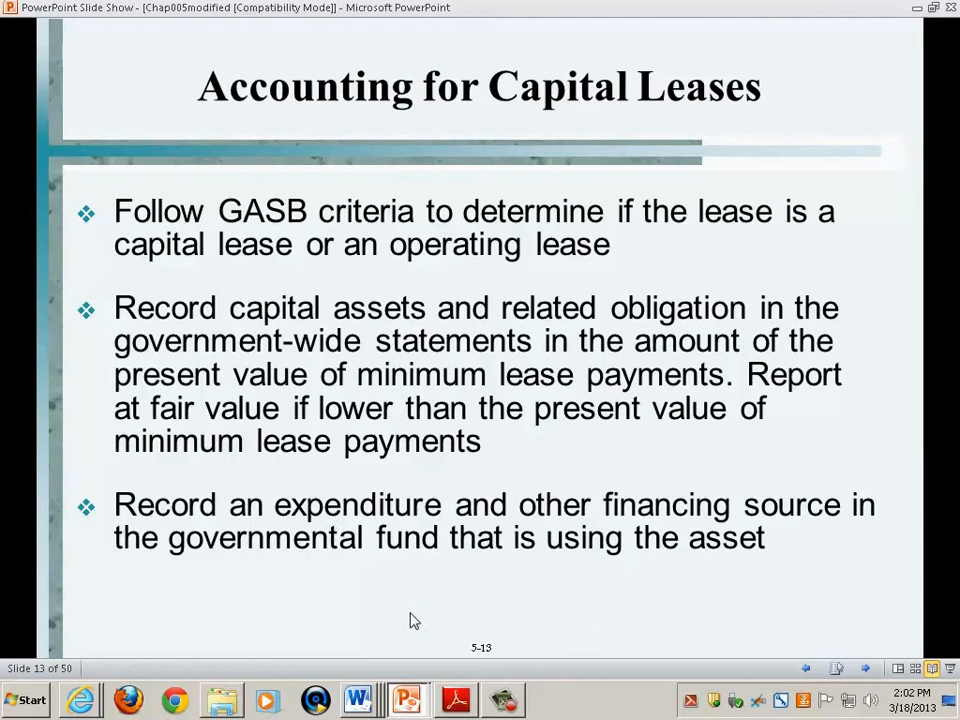 PowerPoint Slide Show - [Chap005modified [Compatibility Mode]] - Microsoft PowerPoint
Accounting for Capital Leases
Follow GASB criteria to determine if the lease is a
capital lease or an operating lease
Record capital assets and related obligation in the
government-wide statements in the amount of the
present value of minimum lease payments. Report
at fair value if lower than the present value of
minimum lease payments
Record an expenditure and other financing source in
the governmental fund that is using the asset
5-13
Slide 13 of 50
Start
2:02 PM
3/18/2013